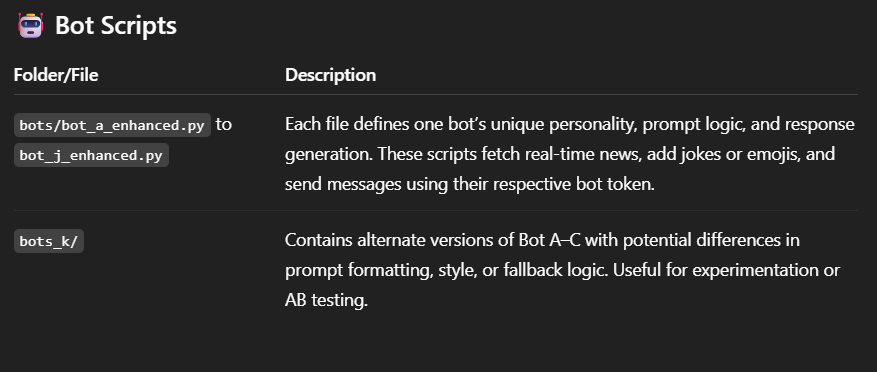 🤖 Bot Scripts
Folder/File Description
bots/bot_a_enhanced.py to Each file defines one bot’s unique personality, prompt logic, and response
bot_j_enhanced.py generation. These scripts fetch real-time news, add jokes or emojis, and
send messages using their respective bot token.
bots_k/ Contains alternate versions of Bot A–C with potential differences in
prompt formatting, style, or fallback logic. Useful for experimentation or
AB testing.